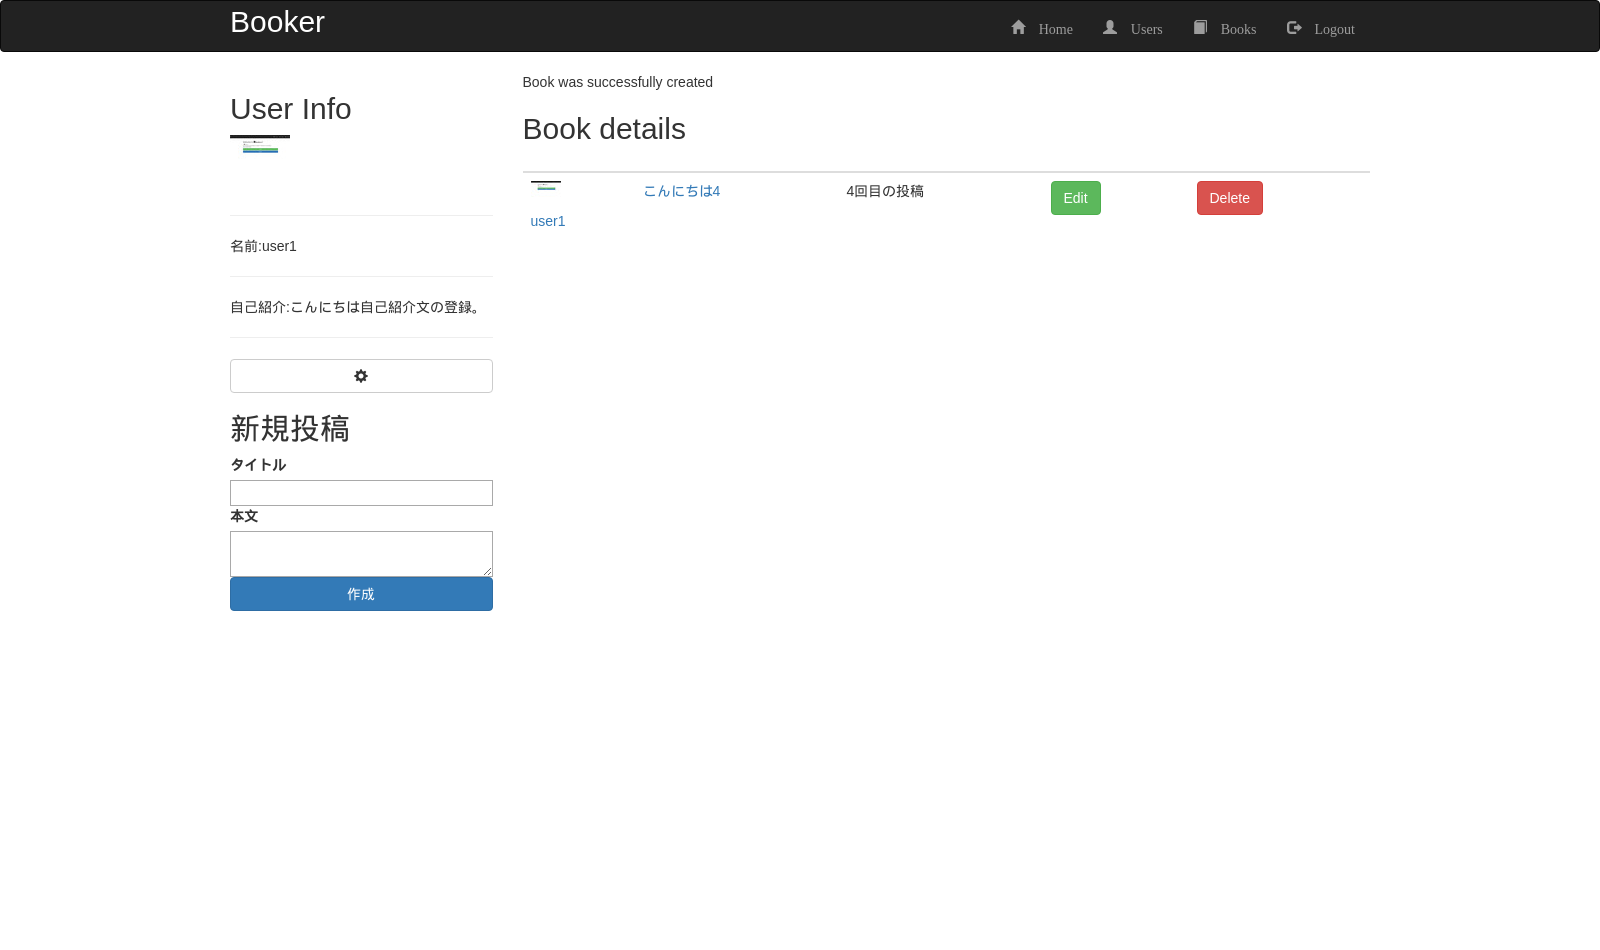 Booker
Home Users Books Logout
User Info
名前:user1
自己紹介:こんにちは自己紹介文の登録。
新規投稿
タイトル
本文
作成
Book was successfully created
Book details
こんにちは4 4回目の投稿 Edit Delete
user1